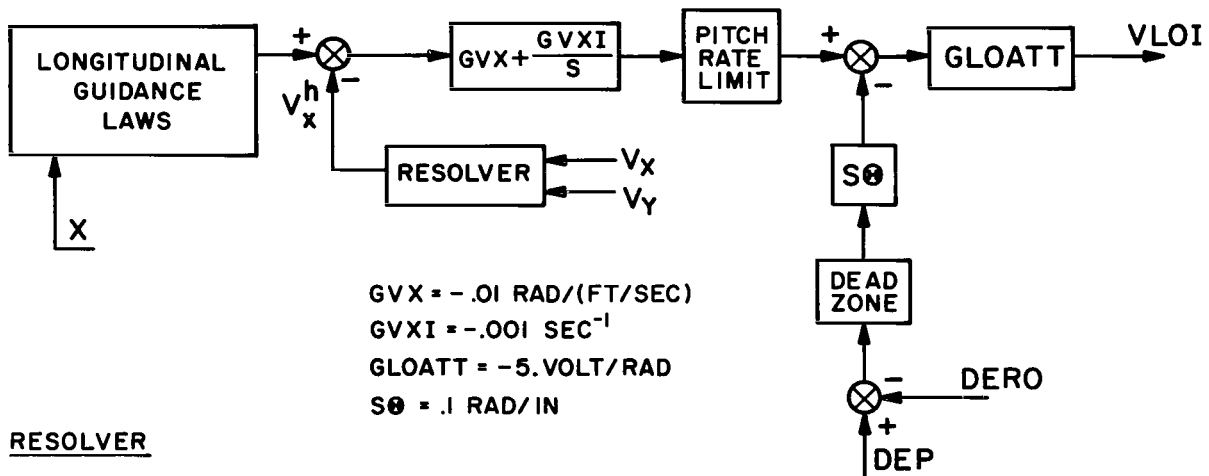 LONGITUDINAL
GUIDANCE
LAWS
X
+
-
V_x^h
RESOLVER
V_X
V_Y
GVX + GVXI/S
PITCH
RATE
LIMIT
+
-
GLOATT
VLOI
SΘ
DEAD
ZONE
-
DERO
+
DEP
GVX = -.01 RAD/(FT/SEC)
GVXI = -.001 SEC^-1
GLOATT = -5. VOLT/RAD
SΘ = .1 RAD/IN
RESOLVER